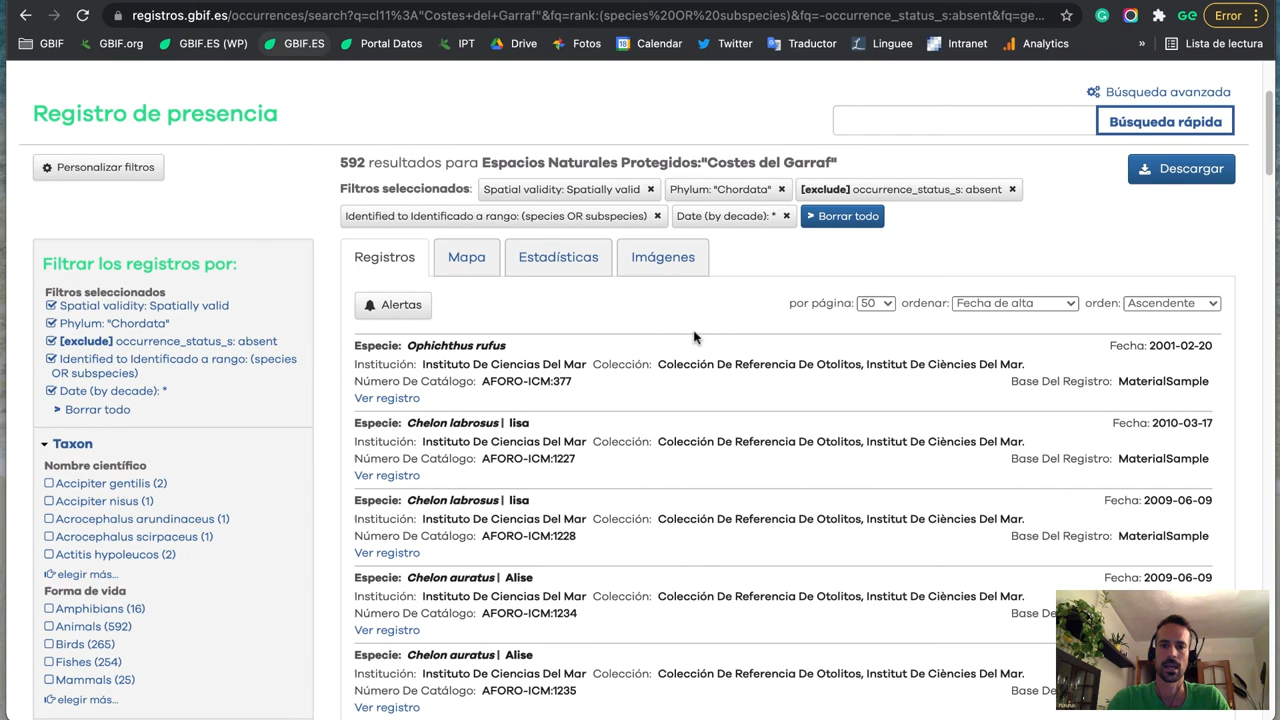 registros.gbif.es/occurrences/search?q=cl11%3A"Costes+del+Garraf"&fq=rank:(species%20OR%20subspecies)&fq=-occurrence_status_s:absent&fq=ge...
Error
GBIF GBIF.org GBIF.ES (WP) GBIF.ES Portal Datos IPT Drive Fotos 18 Calendar Twitter Traductor Linguee Intranet Analytics » Lista de lectura
Búsqueda avanzada
Registro de presencia
Búsqueda rápida
Personalizar filtros
592 resultados para Espacios Naturales Protegidos:"Costes del Garraf"
Descargar
Filtros seleccionados: Spatial validity: Spatially valid × Phylum: "Chordata" × [exclude] occurrence_status_s: absent ×
Identified to Identificado a rango: (species OR subspecies) × Date (by decade): * × > Borrar todo
Filtrar los registros por:
Filtros seleccionados
Spatial validity: Spatially valid
Phylum: "Chordata"
[exclude] occurrence_status_s: absent
Identified to Identificado a rango: (species
OR subspecies)
Date (by decade): *
> Borrar todo
Taxon
Nombre científico
Accipiter gentilis (2)
Accipiter nisus (1)
Acrocephalus arundinaceus (1)
Acrocephalus scirpaceus (1)
Actitis hypoleucos (2)
elegir más...
Forma de vida
Amphibians (16)
Animals (592)
Birds (265)
Fishes (254)
Mammals (25)
elegir más...
Registros Mapa Estadísticas Imágenes
Alertas por página: 50 ordenar: Fecha de alta orden: Ascendente
Especie: Ophichthus rufus Fecha: 2001-02-20
Institución: Instituto De Ciencias Del Mar Colección: Colección De Referencia De Otolitos, Institut De Ciències Del Mar.
Número De Catálogo: AFORO-ICM:377 Base Del Registro: MaterialSample
Ver registro
Especie: Chelon labrosus | lisa Fecha: 2010-03-17
Institución: Instituto De Ciencias Del Mar Colección: Colección De Referencia De Otolitos, Institut De Ciències Del Mar.
Número De Catálogo: AFORO-ICM:1227 Base Del Registro: MaterialSample
Ver registro
Especie: Chelon labrosus | lisa Fecha: 2009-06-09
Institución: Instituto De Ciencias Del Mar Colección: Colección De Referencia De Otolitos, Institut De Ciències Del Mar.
Número De Catálogo: AFORO-ICM:1228 Base Del Registro: MaterialSample
Ver registro
Especie: Chelon auratus | Alise Fecha: 2009-06-09
Institución: Instituto De Ciencias Del Mar Colección: Colección De Referencia De Otolitos, Institut De Ciències Del Mar.
Número De Catálogo: AFORO-ICM:1234 Base
Ver registro
Especie: Chelon auratus | Alise
Institución: Instituto De Ciencias Del Mar Colección: Colección De Referencia De Otolitos, Institut De Ciències Del Mar.
Número De Catálogo: AFORO-ICM:1235 Base
Ver registro